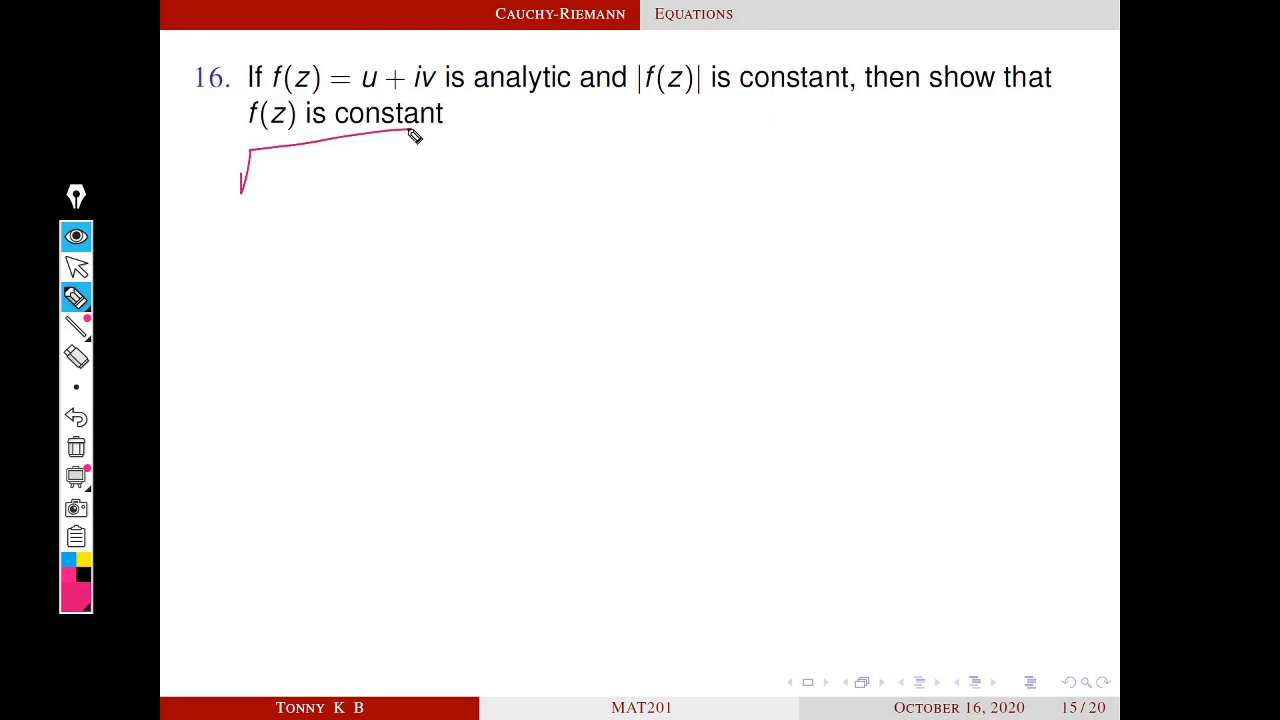 CAUCHY-RIEMANN EQUATIONS
16. If f(z) = u + iv is analytic and |f(z)| is constant, then show that
f(z) is constant
TONNY K B MAT201 OCTOBER 16, 2020 15 / 20